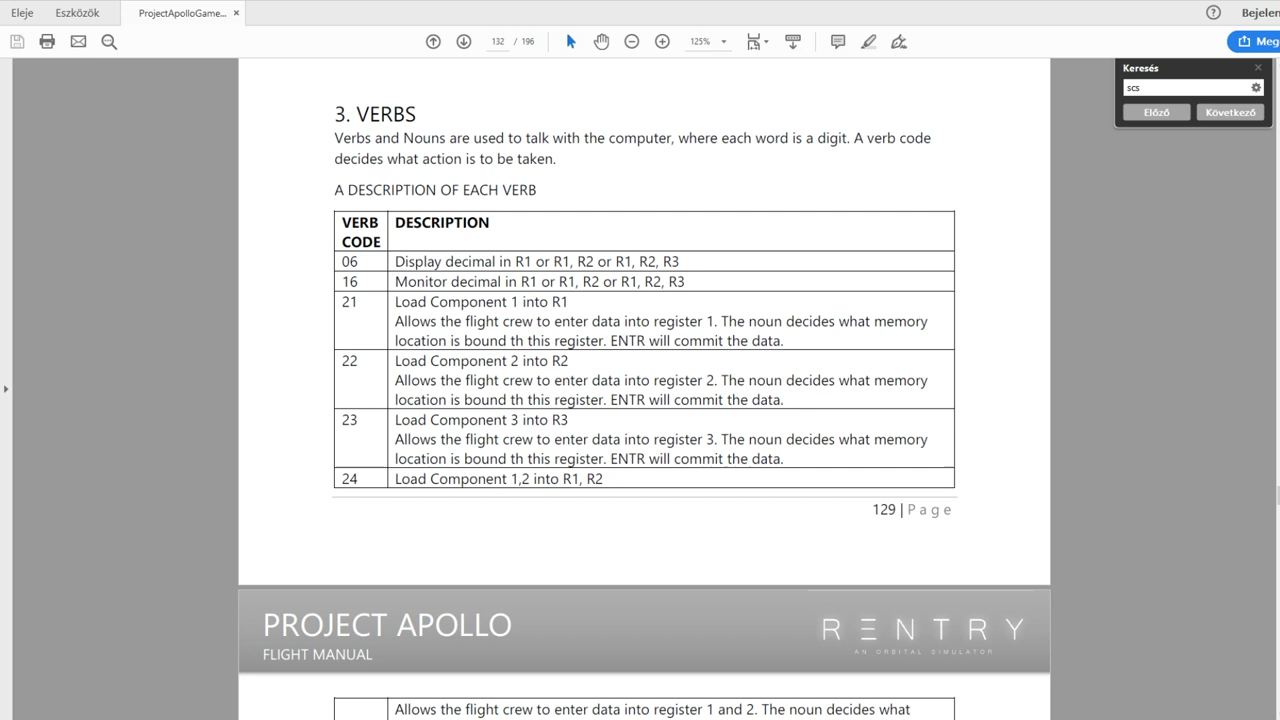 Eleje Eszközök ProjectApolloGame... × Bejelen
132 / 196 125% Meg
Keresés
scs
Előző Következő
3. VERBS
Verbs and Nouns are used to talk with the computer, where each word is a digit. A verb code
decides what action is to be taken.
A DESCRIPTION OF EACH VERB
VERB CODE DESCRIPTION
06 Display decimal in R1 or R1, R2 or R1, R2, R3
16 Monitor decimal in R1 or R1, R2 or R1, R2, R3
21 Load Component 1 into R1
Allows the flight crew to enter data into register 1. The noun decides what memory
location is bound th this register. ENTR will commit the data.
22 Load Component 2 into R2
Allows the flight crew to enter data into register 2. The noun decides what memory
location is bound th this register. ENTR will commit the data.
23 Load Component 3 into R3
Allows the flight crew to enter data into register 3. The noun decides what memory
location is bound th this register. ENTR will commit the data.
24 Load Component 1,2 into R1, R2
129 | Page
PROJECT APOLLO
FLIGHT MANUAL
RENTRY
AN ORBITAL SIMULATOR
Allows the flight crew to enter data into register 1 and 2. The noun decides what